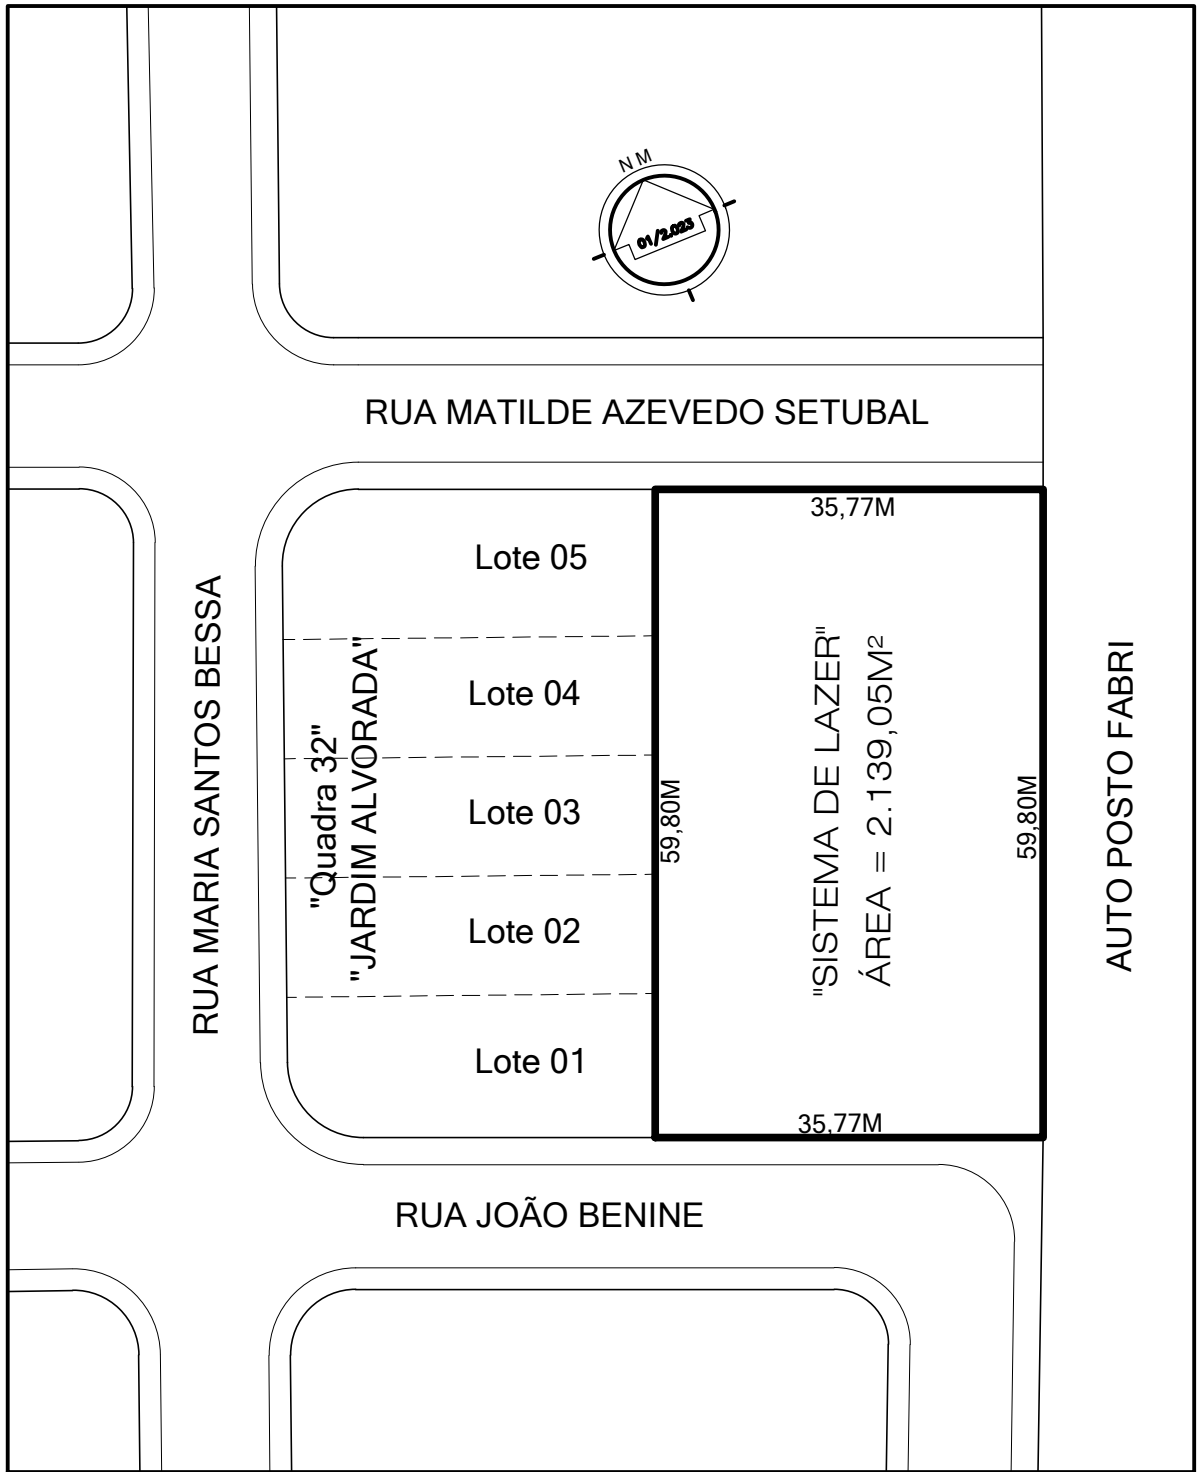 N M
01/2.023
RUA MATILDE AZEVEDO SETUBAL
35,77M
Lote 05
Lote 04
Lote 03
Lote 02
Lote 01
RUA MARIA SANTOS BESSA
"Quadra 32"
"JARDIM ALVORADA"
59,80M
"SISTEMA DE LAZER"
ÁREA = 2.139,05M²
59,80M
AUTO POSTO FABRI
35,77M
RUA JOÃO BENINE